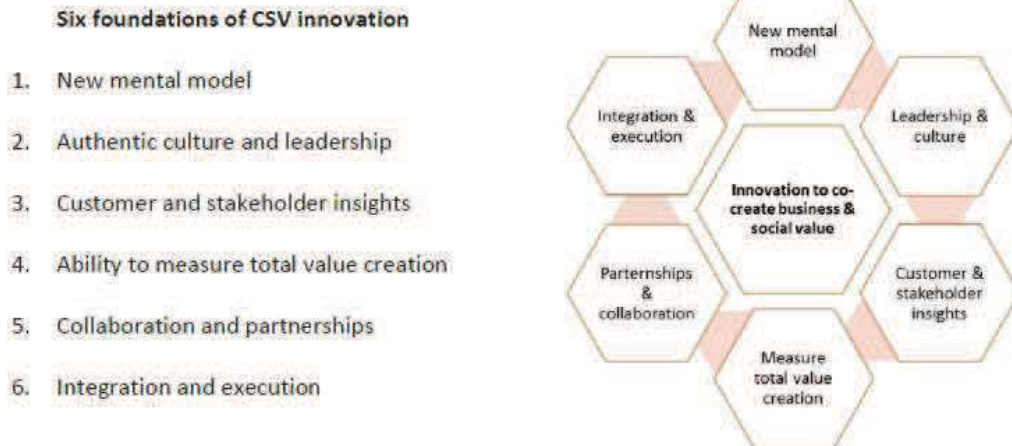 Six foundations of CSV innovation
1. New mental model
2. Authentic culture and leadership
3. Customer and stakeholder insights
4. Ability to measure total value creation
5. Collaboration and partnerships
6. Integration and execution
New mental
model
Leadership &
culture
Customer &
stakeholder
insights
Measure
total value
creation
Parternships
&
collaboration
Integration &
execution
Innovation to co-
create business &
social value